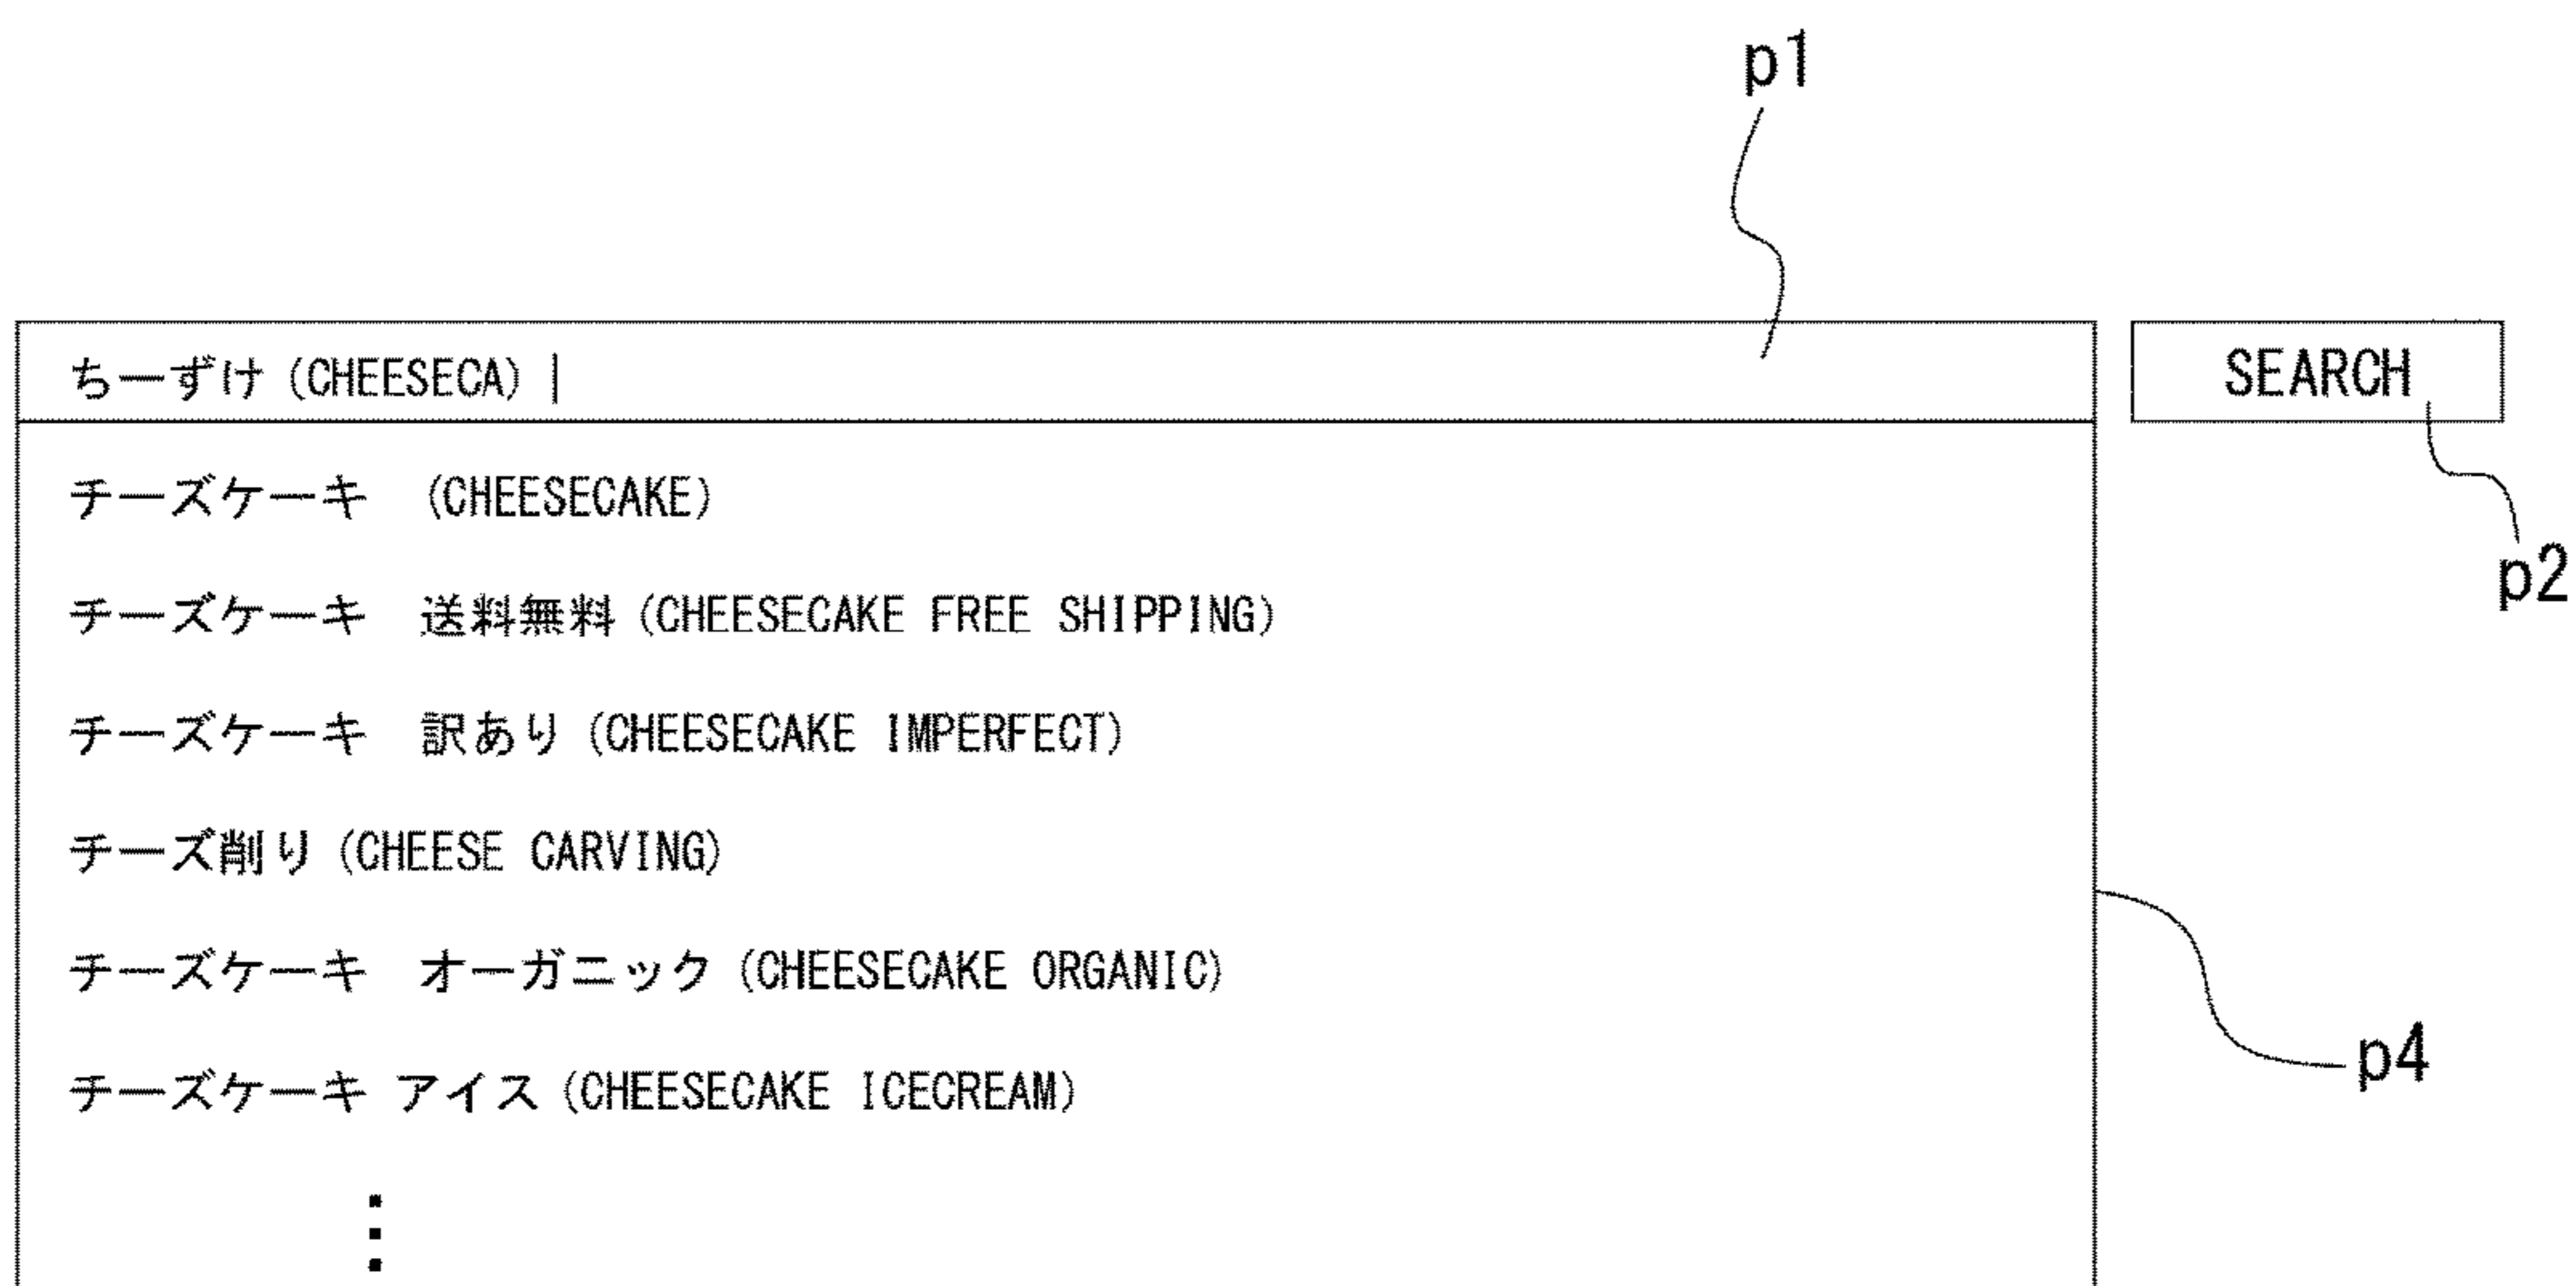 p1
ちーずけ (CHEESECA) |
SEARCH
p2
チーズケーキ (CHEESECAKE)
チーズケーキ 送料無料 (CHEESECAKE FREE SHIPPING)
チーズケーキ 訳あり (CHEESECAKE IMPERFECT)
チーズ削り (CHEESE CARVING)
チーズケーキ オーガニック (CHEESECAKE ORGANIC)
チーズケーキ アイス (CHEESECAKE ICECREAM)
p4